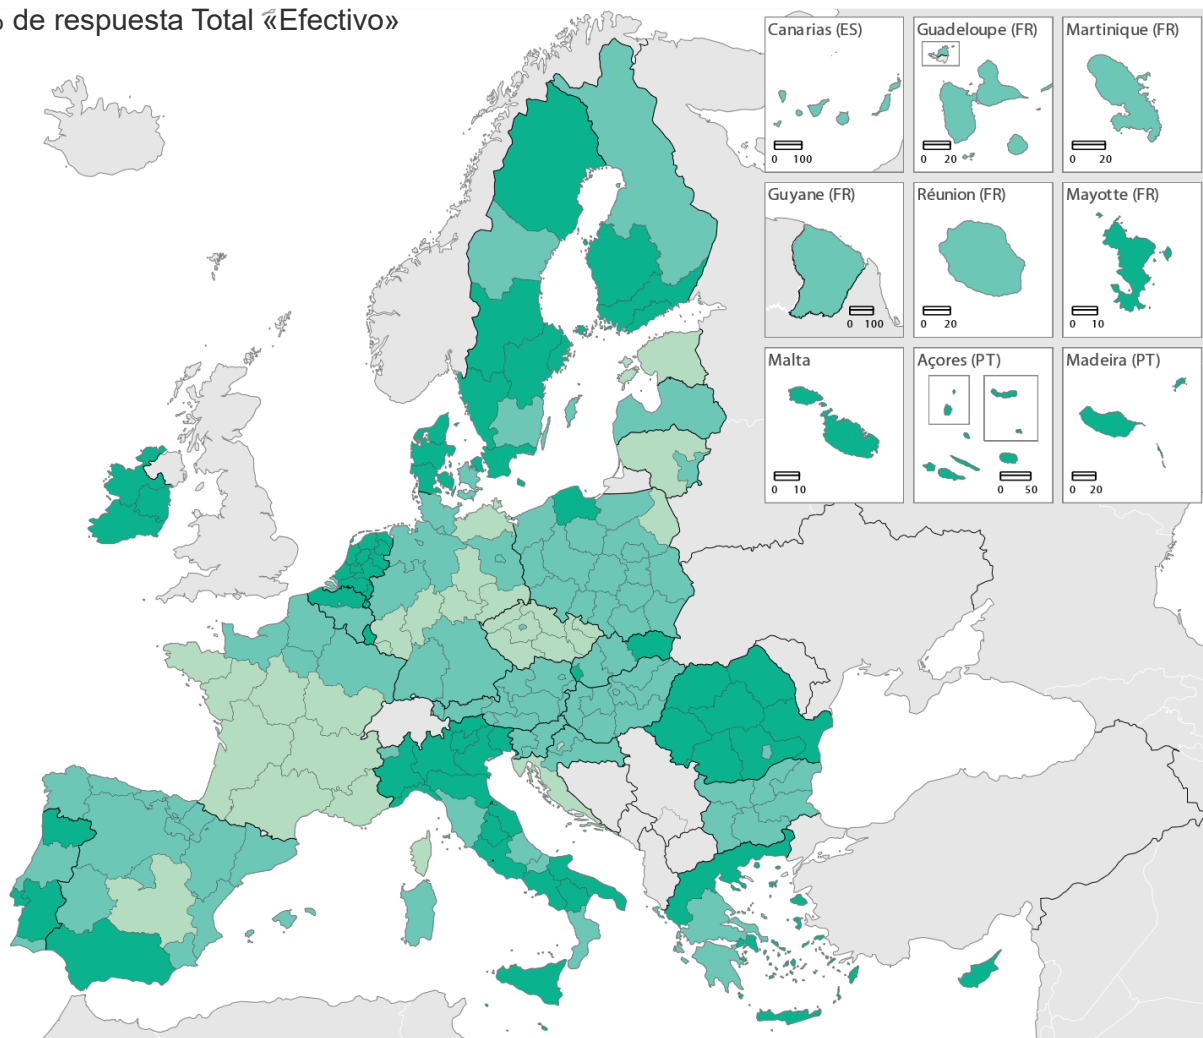 % de respuesta Total «Efectivo»
Canarias (ES)
0 100
Guadeloupe (FR)
0 20
Martinique (FR)
0 20
Guyane (FR)
0 100
Réunion (FR)
0 20
Mayotte (FR)
0 10
Malta
0 10
Açores (PT)
0 50
Madeira (PT)
0 20